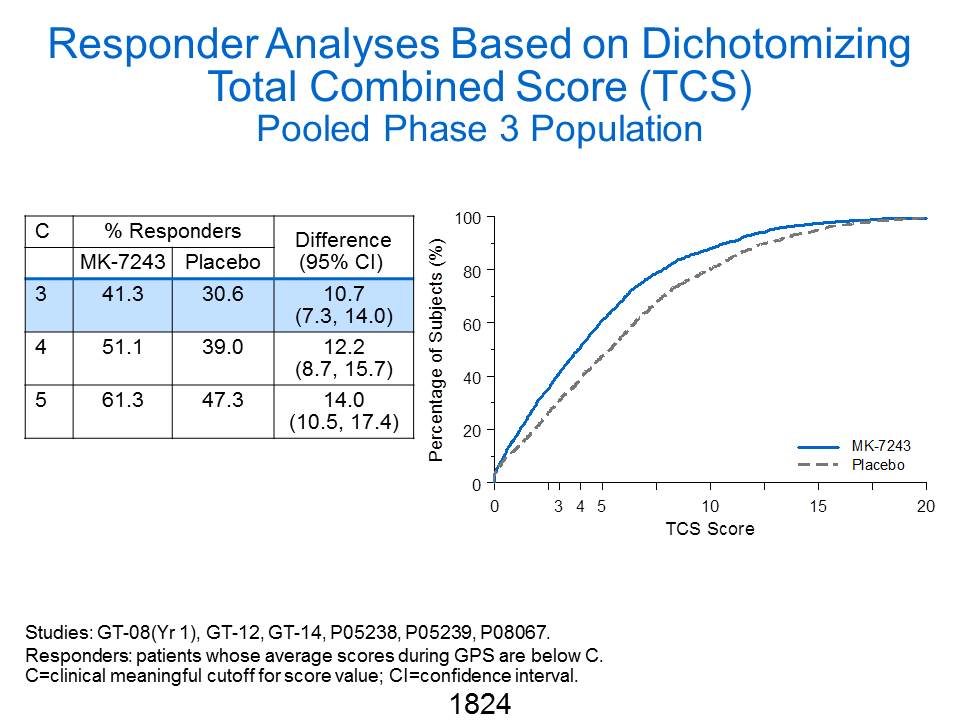 Responder Analyses Based on Dichotomizing
Total Combined Score (TCS)
Pooled Phase 3 Population
C % Responders Difference (95% CI)
MK-7243 Placebo
3 41.3 30.6 10.7
(7.3, 14.0)
4 51.1 39.0 12.2
(8.7, 15.7)
5 61.3 47.3 14.0
(10.5, 17.4)
Percentage of Subjects (%)
100
80
60
40
20
0
MK-7243
Placebo
0 3 4 5 10 15 20
TCS Score
Studies: GT-08(Yr 1), GT-12, GT-14, P05238, P05239, P08067.
Responders: patients whose average scores during GPS are below C.
C=clinical meaningful cutoff for score value; CI=confidence interval.
1824